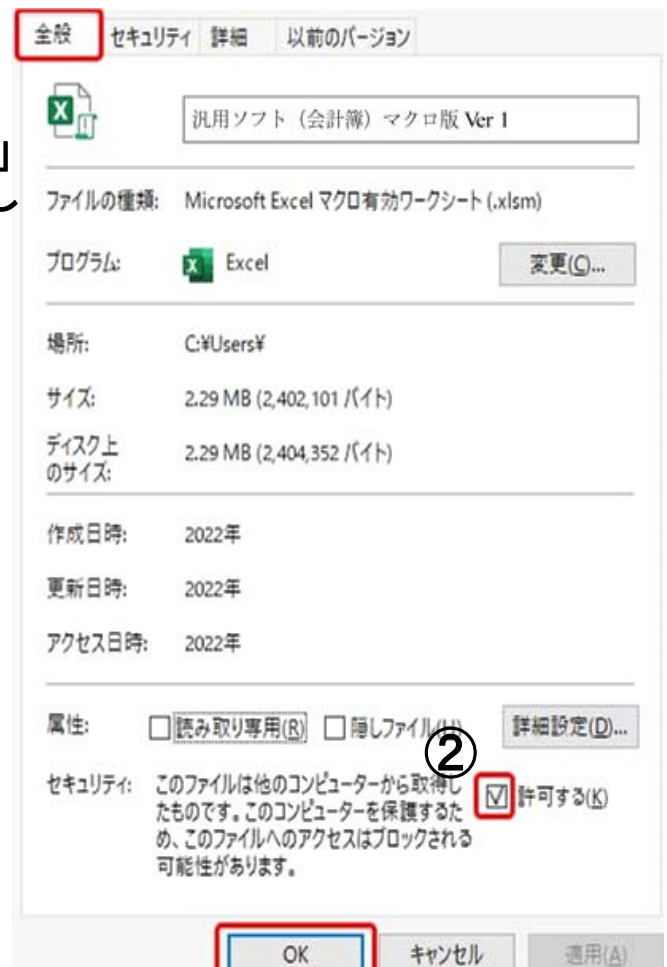 全般 セキュリティ 詳細 以前のバージョン
汎用ソフト（会計簿）マクロ版 Ver 1
」
し
ファイルの種類: Microsoft Excel マクロ有効ワークシート (.xlsm)
プログラム: Excel 変更(C)...
場所: C:¥Users¥
サイズ: 2.29 MB (2,402,101 バイト)
ディスク上
のサイズ: 2.29 MB (2,404,352 バイト)
作成日時: 2022年
更新日時: 2022年
アクセス日時: 2022年
属性: 読み取り専用(R) 隠しファイル(H) 詳細設定(D)...
②
セキュリティ: このファイルは他のコンピューターから取得し
たものです。このコンピューターを保護するた
め、このファイルへのアクセスはブロックされる
可能性があります。
許可する(K)
OK キャンセル 適用(A)